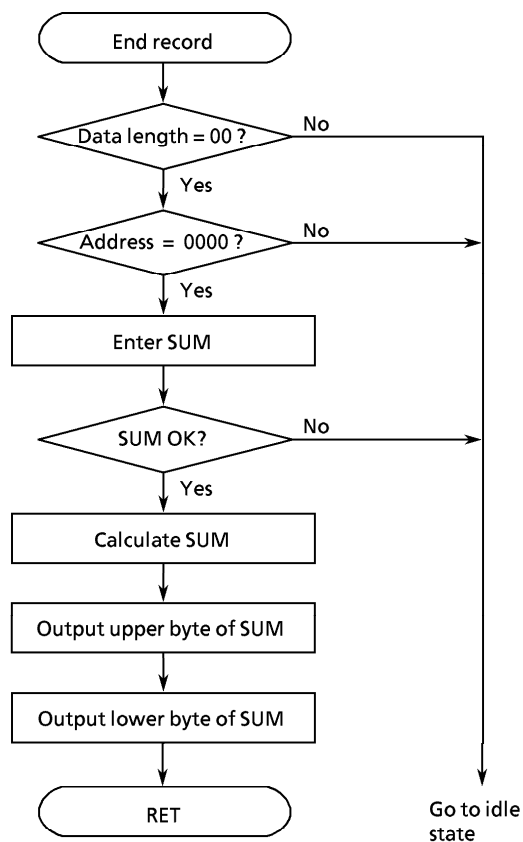 End record
Data length = 00 ?
No
Yes
Address = 0000 ?
No
Yes
Enter SUM
SUM OK?
No
Yes
Calculate SUM
Output upper byte of SUM
Output lower byte of SUM
RET
Go to idle
state